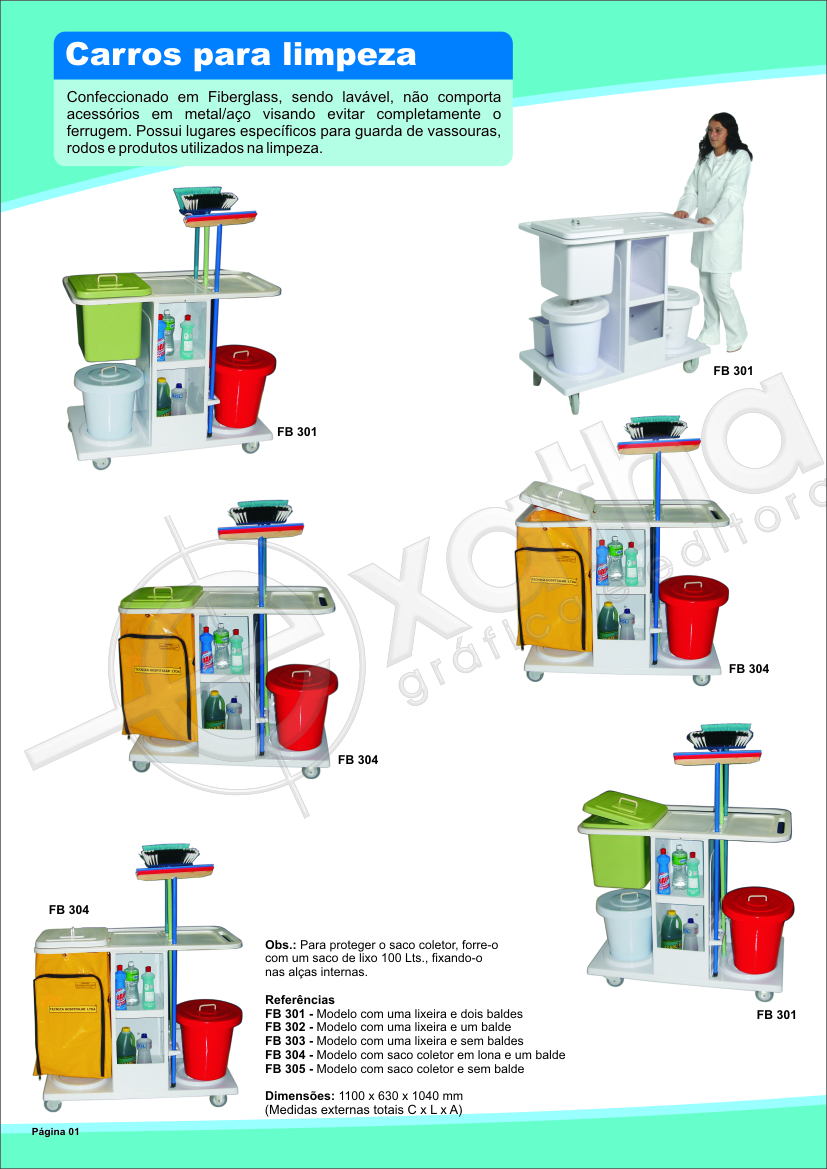 Carros para limpeza
Confeccionado em Fiberglass, sendo lavável, não comporta
acessórios em metal/aço visando evitar completamente o
ferrugem. Possui lugares específicos para guarda de vassouras,
rodos e produtos utilizados na limpeza.
FB 301
FB 301
exatha
gráfica e editora
FB 304
FB 304
FB 304
FB 301
Obs.: Para proteger o saco coletor, forre-o
com um saco de lixo 100 Lts., fixando-o
nas alças internas.
Referências
FB 301 - Modelo com uma lixeira e dois baldes
FB 302 - Modelo com uma lixeira e um balde
FB 303 - Modelo com uma lixeira e sem baldes
FB 304 - Modelo com saco coletor em lona e um balde
FB 305 - Modelo com saco coletor e sem balde
Dimensões: 1100 x 630 x 1040 mm
(Medidas externas totais C x L x A)
Página 01